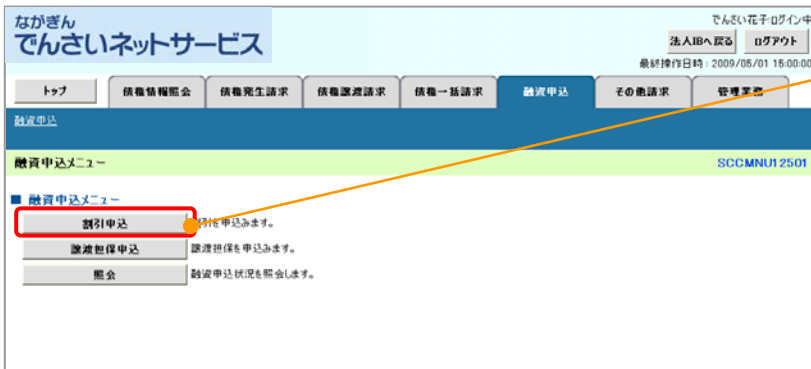 ながぎん
でんさいネットサービス
でんさい花子:ログイン中
法人IBへ戻る ログアウト
最終操作日時：2009/05/01 15:00:00
トップ 債権情報照会 債権発生請求 債権譲渡請求 債権一括請求 融資申込 その他請求 管理業務
融資申込
融資申込メニュー SCCMNU12501
■ 融資申込メニュー
割引申込 割引を申込みます。
譲渡担保申込 譲渡担保を申込みます。
照会 融資申込状況を照会します。